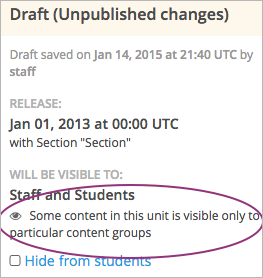 Draft (Unpublished changes)
Draft saved on Jan 14, 2015 at 21:40 UTC by
staff
RELEASE:
Jan 01, 2013 at 00:00 UTC
with Section "Section"
WILL BE VISIBLE TO:
Staff and Students
Some content in this unit is visible only to
particular content groups
Hide from students